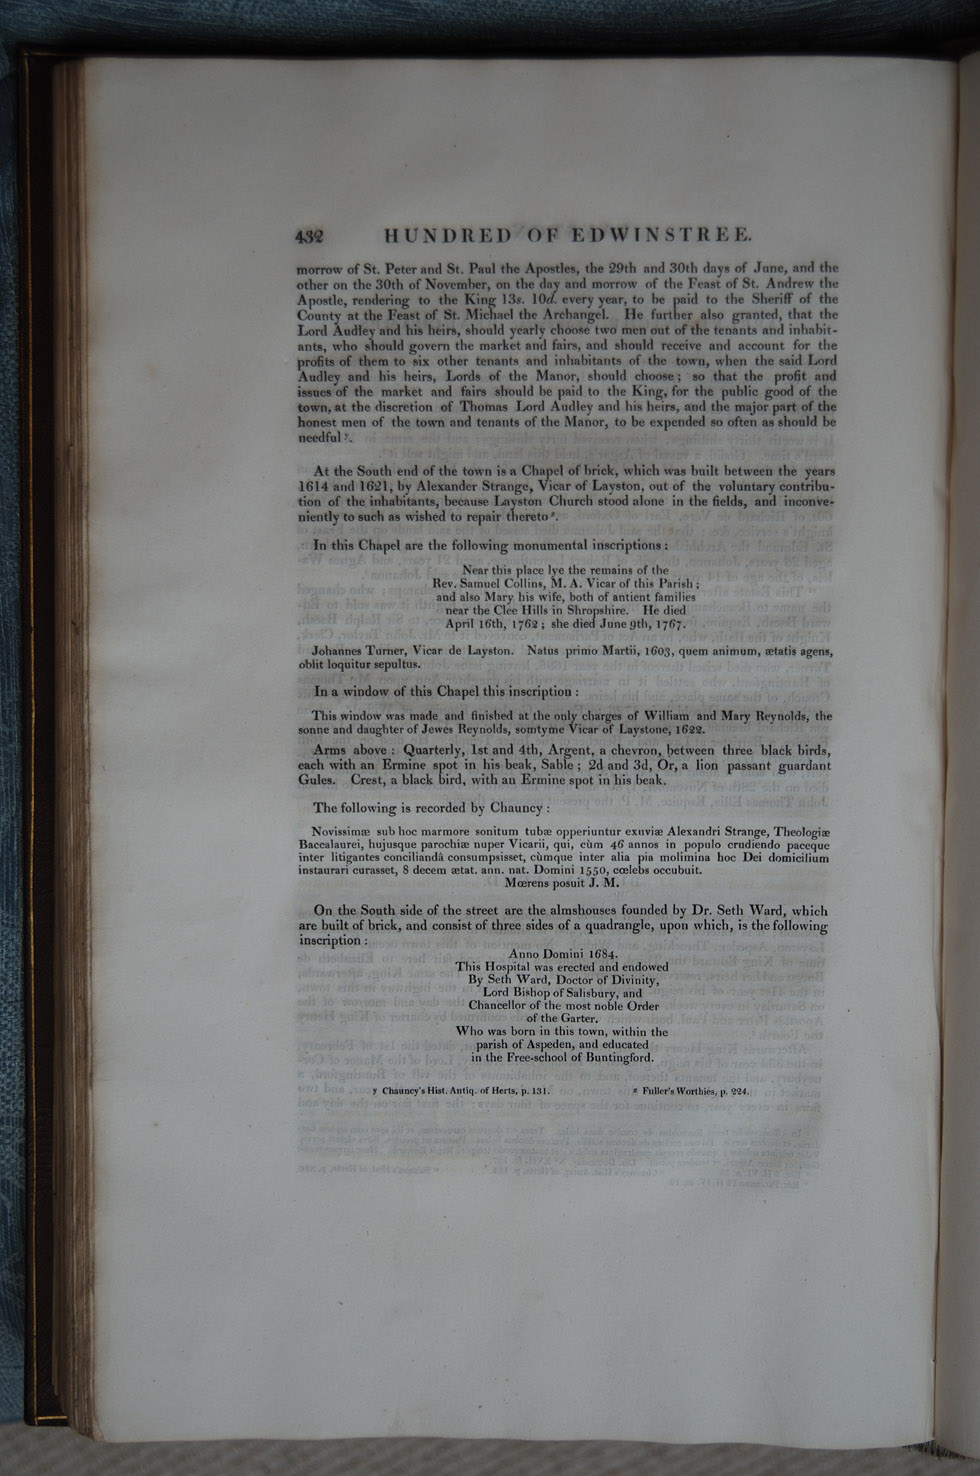 432 HUNDRED OF EDWINSTREE.
morrow of St. Peter and St. Paul the Apostles, the 29th and 30th days of June, and the
other on the 30th of November, on the day and morrow of the Feast of St. Andrew the
Apostle, rendering to the King 13s. 10d. every year, to be paid to the Sheriff of the
County at the Feast of St. Michael the Archangel. He further also granted, that the
Lord Audley and his heirs, should yearly choose two men out of the tenants and inhabit-
ants, who should govern the market and fairs, and should receive and account for the
profits of them to six other tenants and inhabitants of the town, when the said Lord
Audley and his heirs, Lords of the Manor, should choose; so that the profit and
issues of the market and fairs should be paid to the King, for the public good of the
town, at the discretion of Thomas Lord Audley and his heirs, and the major part of the
honest men of the town and tenants of the Manor, to be expended so often as should be
needful y.
At the South end of the town is a Chapel of brick, which was built between the years
1614 and 1621, by Alexander Strange, Vicar of Layston, out of the voluntary contribu-
tion of the inhabitants, because Layston Church stood alone in the fields, and inconve-
niently to such as wished to repair thereto z.
In this Chapel are the following monumental inscriptions:
Near this place lye the remains of the
Rev. Samuel Collins, M. A. Vicar of this Parish;
and also Mary his wife, both of antient families
near the Clee Hills in Shropshire. He died
April 16th, 1762; she died June 9th, 1767.
Johannes Turner, Vicar de Layston. Natus primo Martii, 1603, quem animum, ætatis agens,
oblit loquitur sepultus.
In a window of this Chapel this inscription:
This window was made and finished at the only charges of William and Mary Reynolds, the
sonne and daughter of Jewes Reynolds, somtyme Vicar of Laystone, 1622.
Arms above: Quarterly, 1st and 4th, Argent, a chevron, between three black birds,
each with an Ermine spot in his beak, Sable; 2d and 3d, Or, a lion passant guardant
Gules. Crest, a black bird, with an Ermine spot in his beak.
The following is recorded by Chauncy:
Novissimæ sub hoc marmore sonitum tubæ opperiuntur exuviæ Alexandri Strange, Theologiæ
Baccalaurei, hujusque parochiæ nuper Vicarii, qui, cùm 46 annos in populo crudiendo paceque
inter litigantes conciliandâ consumpsisset, cùmque inter alia pia molimina hoc Dei domicilium
instaurari curasset, 8 decem ætat. ann. nat. Domini 1550, cœlebs occubuit.
Mœrens posuit J. M.
On the South side of the street are the almshouses founded by Dr. Seth Ward, which
are built of brick, and consist of three sides of a quadrangle, upon which, is the following
inscription:
Anno Domini 1684.
This Hospital was erected and endowed
By Seth Ward, Doctor of Divinity,
Lord Bishop of Salisbury, and
Chancellor of the most noble Order
of the Garter.
Who was born in this town, within the
parish of Aspeden, and educated
in the Free-school of Buntingford.
y Chauncy's Hist. Antiq. of Herts, p. 131. z Fuller's Worthies, p. 224.